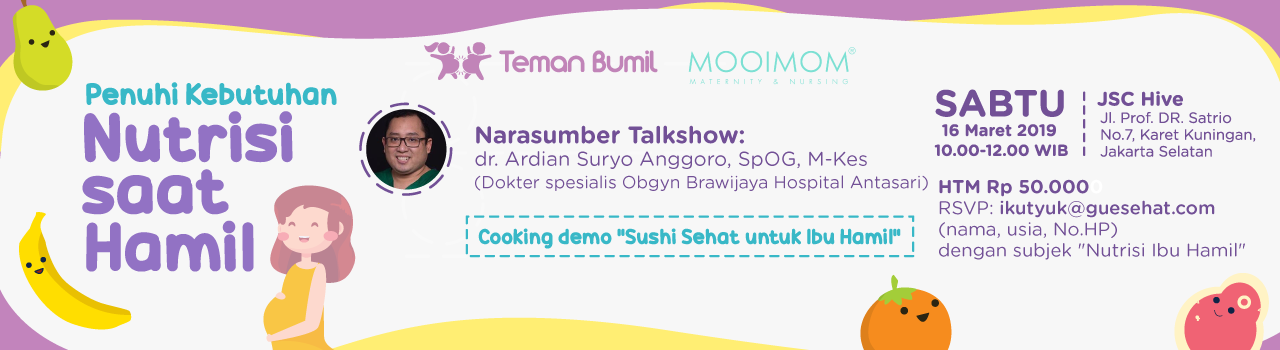 Teman Bumil
MOOIMOM®
MATERNITY & NURSING
Penuhi Kebutuhan
Nutrisi
saat
Hamil
Narasumber Talkshow:
dr. Ardian Suryo Anggoro, SpOG, M-Kes
(Dokter spesialis Obgyn Brawijaya Hospital Antasari)
Cooking demo "Sushi Sehat untuk Ibu Hamil"
SABTU
16 Maret 2019
10.00-12.00 WIB
JSC Hive
Jl. Prof. DR. Satrio
No.7, Karet Kuningan,
Jakarta Selatan
HTM Rp 50.000
RSVP: ikutyuk@guesehat.com
(nama, usia, No.HP)
dengan subjek "Nutrisi Ibu Hamil"